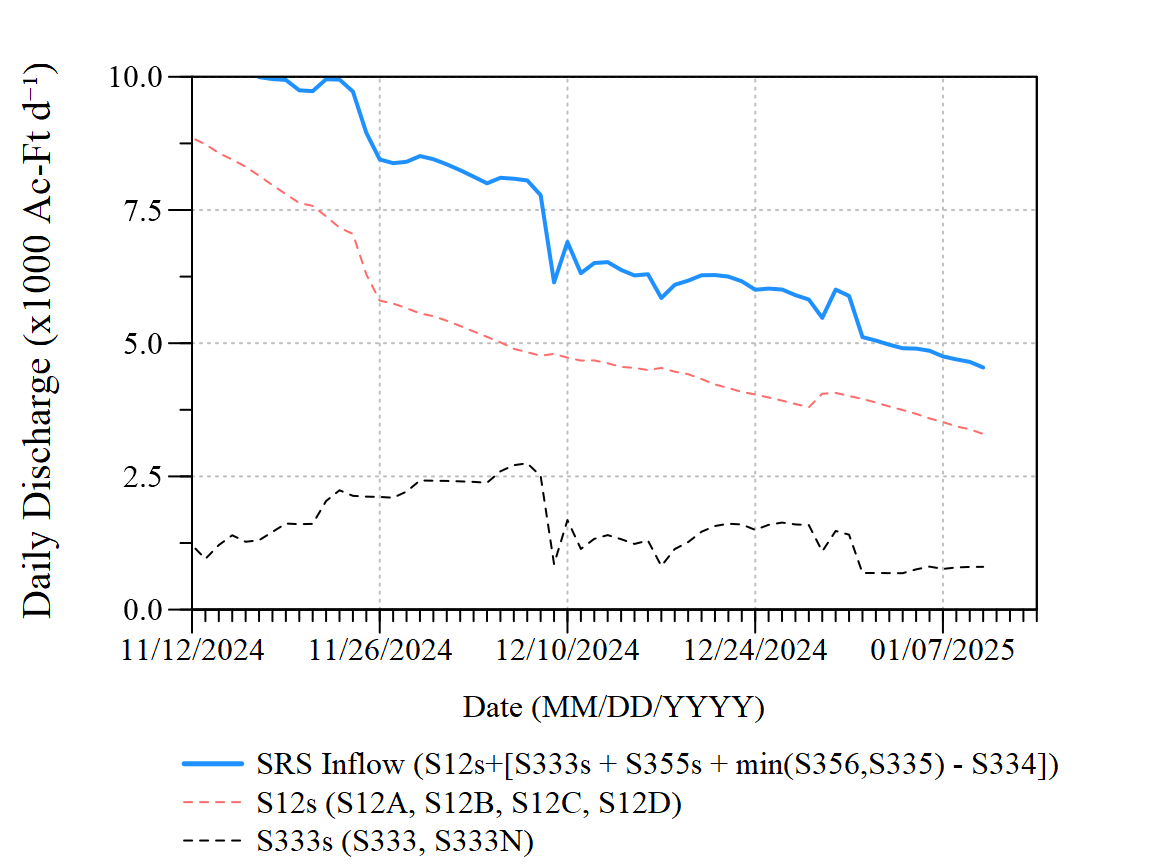 Daily Discharge (x1000 Ac-Ft d⁻¹)
10.0
7.5
5.0
2.5
0.0
11/12/2024 11/26/2024 12/10/2024 12/24/2024 01/07/2025
Date (MM/DD/YYYY)
SRS Inflow (S12s+[S333s + S355s + min(S356,S335) - S334])
S12s (S12A, S12B, S12C, S12D)
S333s (S333, S333N)